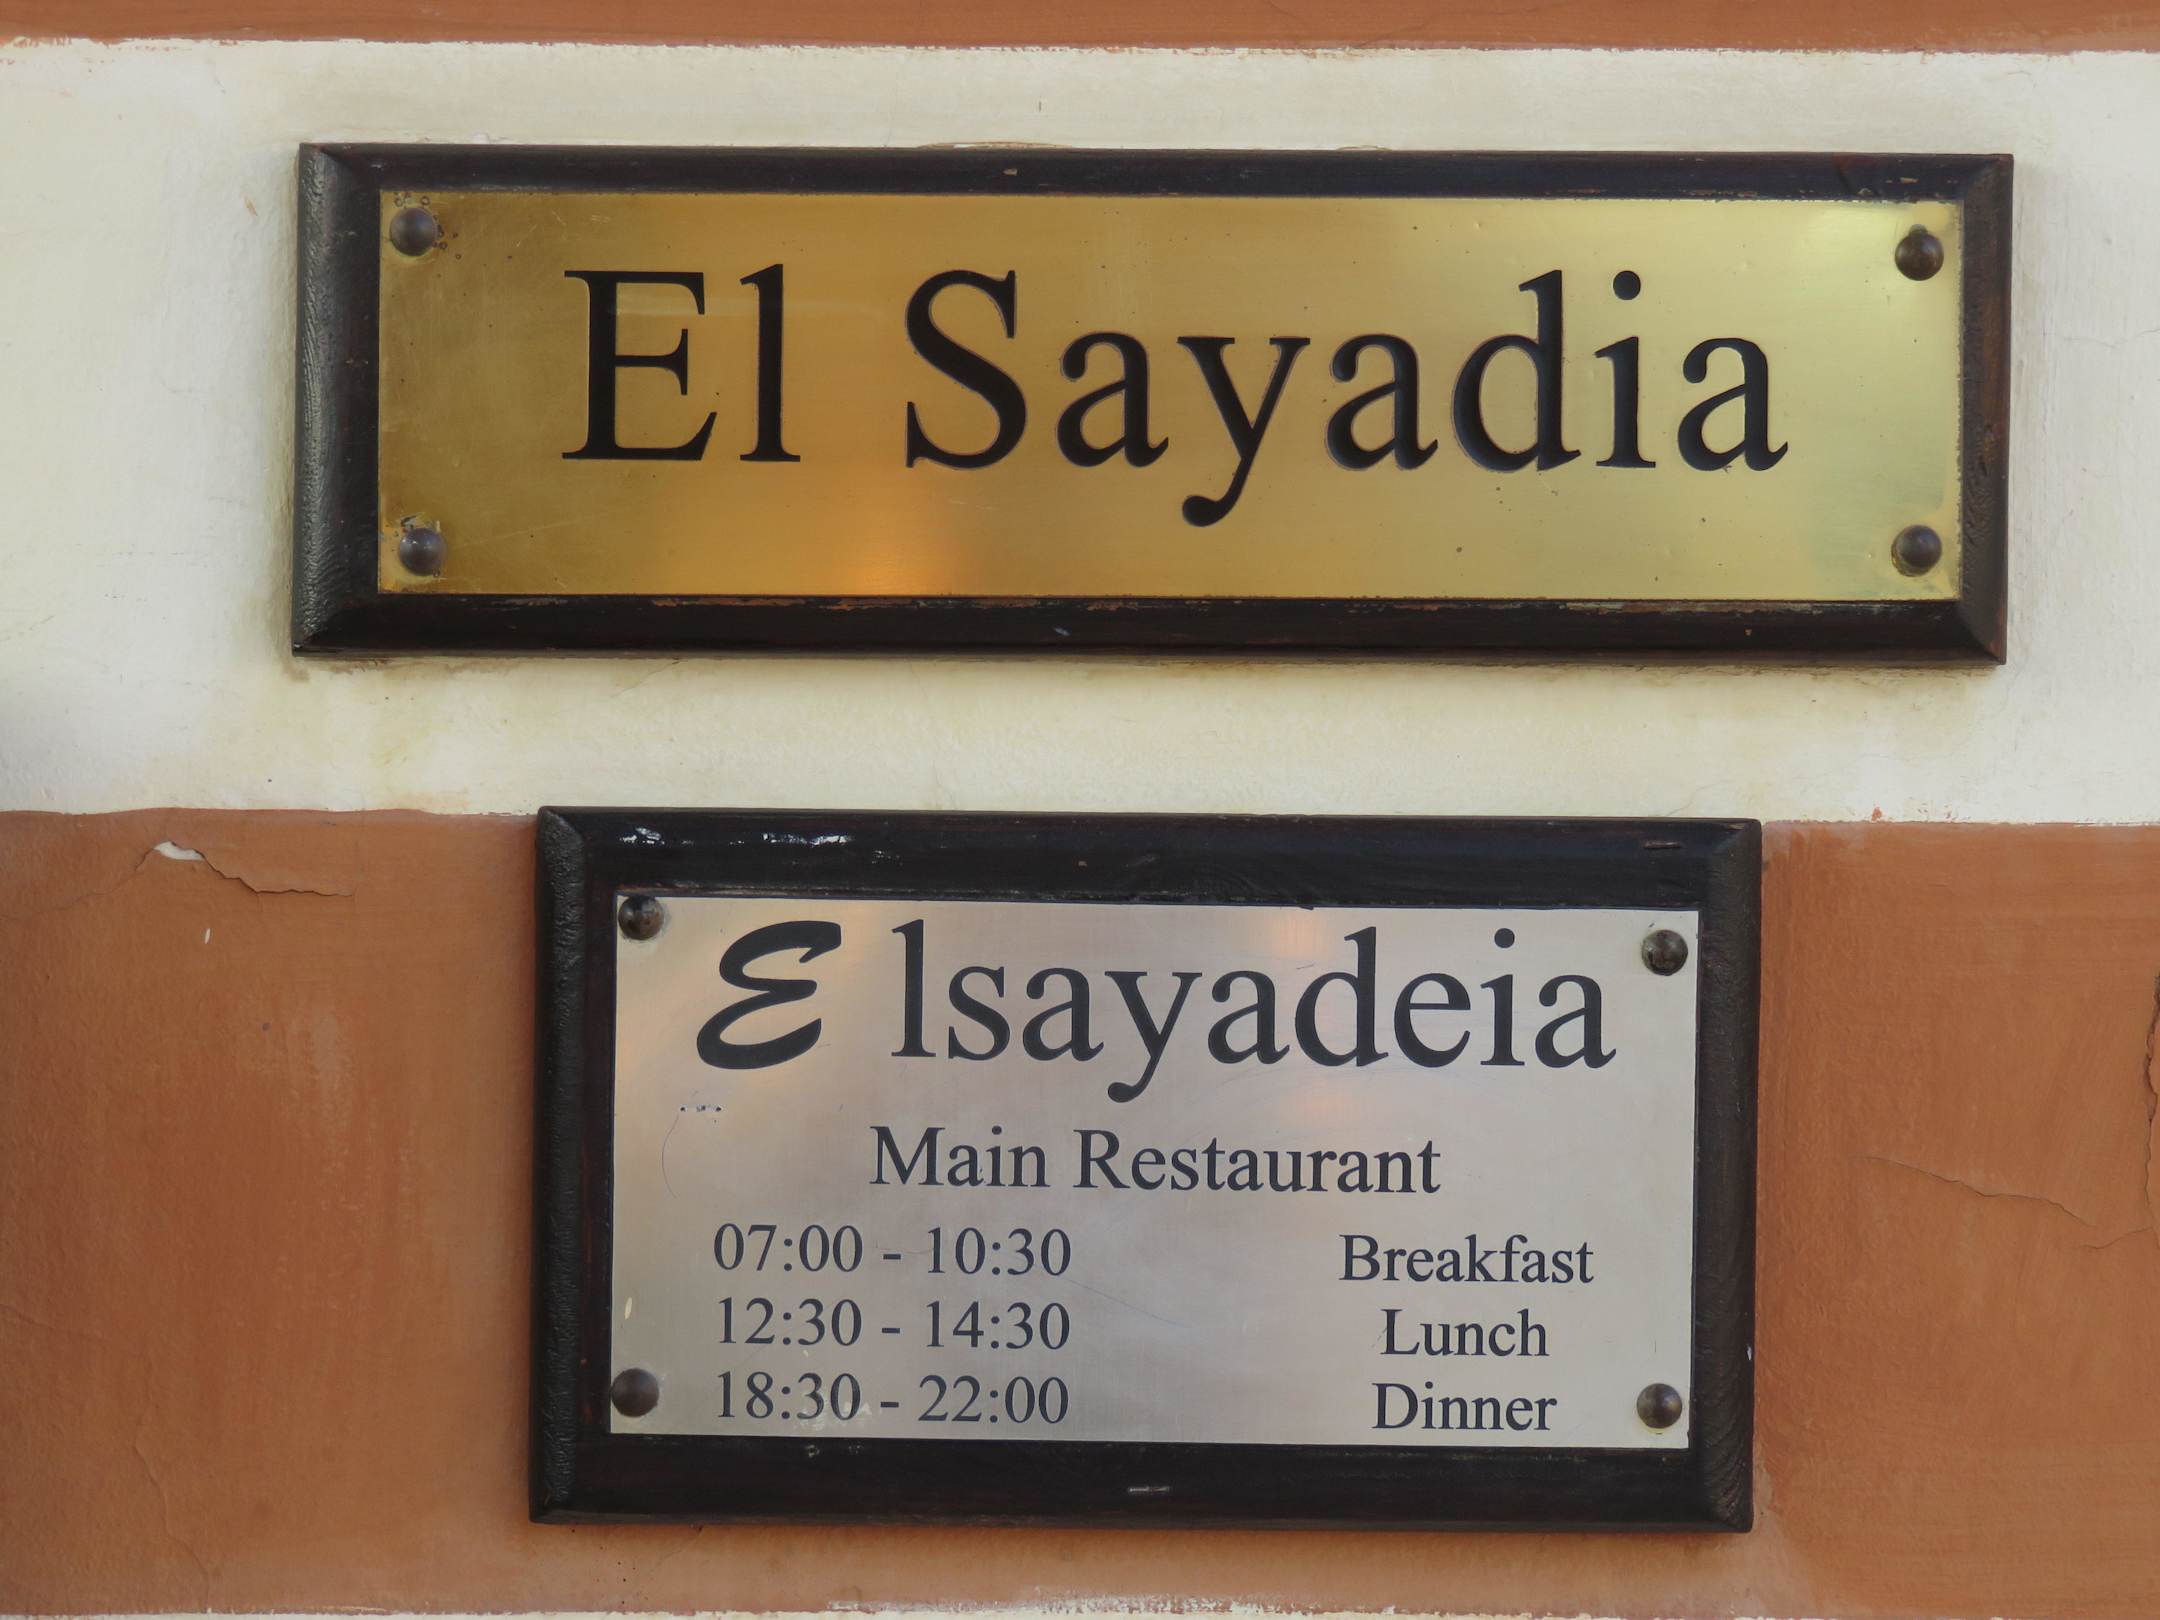 El Sayadia
Elsayadeia
Main Restaurant
07:00 - 10:30 Breakfast
12:30 - 14:30 Lunch
18:30 - 22:00 Dinner